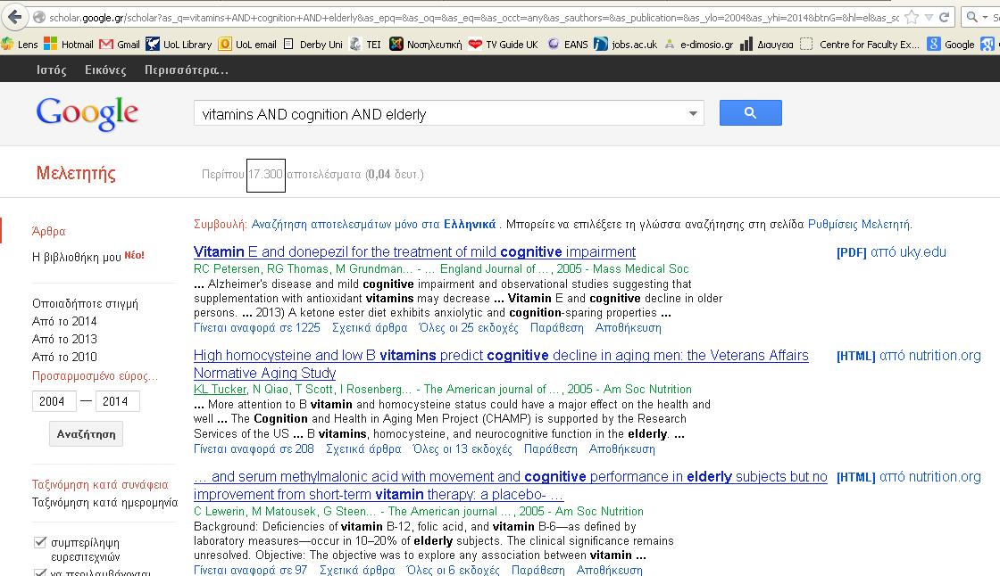 scholar.google.gr/scholar?as_q=vitamins+AND+cognition+AND+elderly&as_epq=&as_oq=&as_eq=&as_occt=any&as_sauthors=&as_publication=&as_ylo=2004&as_yhi=2014&btnG=&hl=el&as_sc
Lens Hotmail Gmail UoL Library UoL email Derby Uni TEI Νοσηλευτική TV Guide UK EANS jobs.ac.uk e-dimosio.gr Διαυγεια Centre for Faculty Ex... Google
Ιστός Εικόνες Περισσότερα…
Google
vitamins AND cognition AND elderly
Μελετητής
Περίπου 17.300 αποτελέσματα (0,04 δευτ.)
Άρθρα
Η βιβλιοθήκη μου Νέο!
Οποιαδήποτε στιγμή
Από το 2014
Από το 2013
Από το 2010
Προσαρμοσμένο εύρος...
2004 — 2014
Αναζήτηση
Ταξινόμηση κατά συνάφεια
Ταξινόμηση κατά ημερομηνία
συμπερίληψη
ευρεσιτεχνιών
να περιλαμβάνονται
Συμβουλή: Αναζήτηση αποτελεσμάτων μόνο στα Ελληνικά . Μπορείτε να επιλέξετε τη γλώσσα αναζήτησης στη σελίδα Ρυθμίσεις Μελετητή.
Vitamin E and donepezil for the treatment of mild cognitive impairment
[PDF] από uky.edu
RC Petersen, RG Thomas, M Grundman… - … England Journal of …, 2005 - Mass Medical Soc
... Alzheimer's disease and mild cognitive impairment and observational studies suggesting that
supplementation with antioxidant vitamins may decrease ... Vitamin E and cognitive decline in older
persons. ... 2013) A ketone ester diet exhibits anxiolytic and cognition-sparing properties ...
Γίνεται αναφορά σε 1225 Σχετικά άρθρα Όλες οι 25 εκδοχές Παράθεση Αποθήκευση
High homocysteine and low B vitamins predict cognitive decline in aging men: the Veterans Affairs
Normative Aging Study
[HTML] από nutrition.org
KL Tucker, N Qiao, T Scott, I Rosenberg… - The American journal of …, 2005 - Am Soc Nutrition
... More attention to B vitamin and homocysteine status could have a major effect on the health and
well ... The Cognition and Health in Aging Men Project (CHAMP) is supported by the Research
Services of the US ... B vitamins, homocysteine, and neurocognitive function in the elderly. ...
Γίνεται αναφορά σε 208 Σχετικά άρθρα Όλες οι 13 εκδοχές Παράθεση Αποθήκευση
… and serum methylmalonic acid with movement and cognitive performance in elderly subjects but no
improvement from short-term vitamin therapy: a placebo- …
[HTML] από nutrition.org
C Lewerin, M Matousek, G Steen… - The American journal …, 2005 - Am Soc Nutrition
Background: Deficiencies of vitamin B-12, folic acid, and vitamin B-6—as defined by
laboratory measures—occur in 10–20% of elderly subjects. The clinical significance remains
unresolved. Objective: The objective was to explore any association between vitamin ...
Γίνεται αναφορά σε 97 Σχετικά άρθρα Όλες οι 6 εκδοχές Παράθεση Αποθήκευση